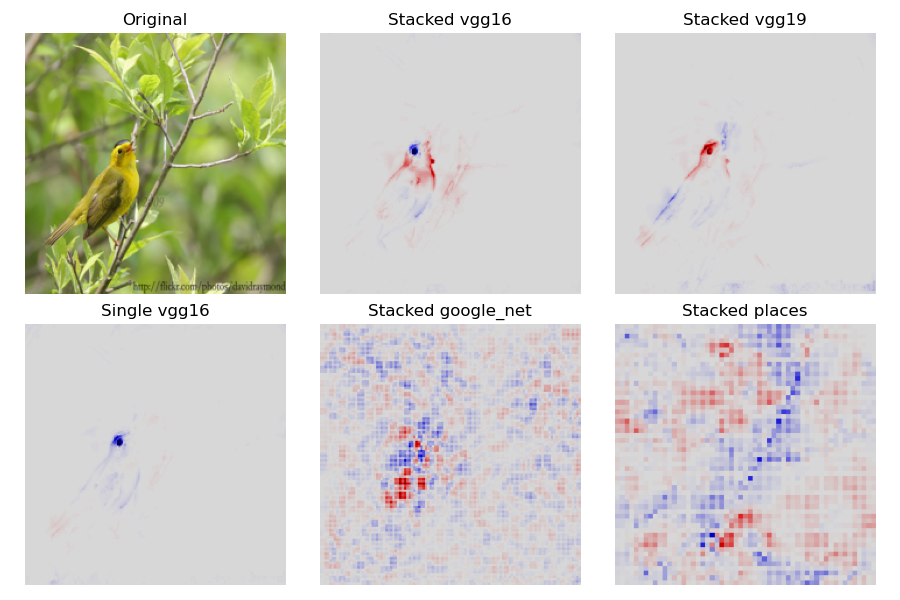 Original
Stacked vgg16
Stacked vgg19
http://flickr.com/photos/davidraymond
Single vgg16
Stacked google_net
Stacked places